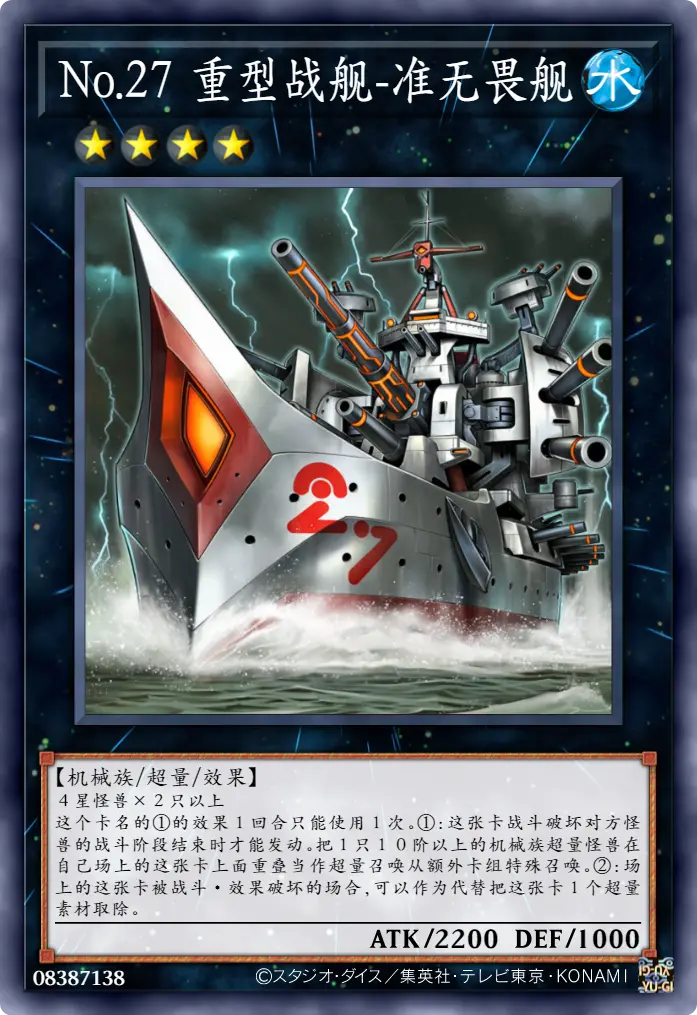 No.27 重型战舰-准无畏舰
水
27
【机械族/超量/效果】
4星怪兽×2只以上
这个卡名的①的效果1回合只能使用1次。①:这张卡战斗破坏对方怪
兽的战斗阶段结束时才能发动。把1只10阶以上的机械族超量怪兽在
自己场上的这张卡上面重叠当作超量召唤从额外卡组特殊召唤。②:场
上的这张卡被战斗·效果破坏的场合,可以作为代替把这张卡1个超量
素材取除。
ATK/2200 DEF/1000
08387138
©スタジオ·ダイス/集英社·テレビ東京·KONAMI
YU-GI